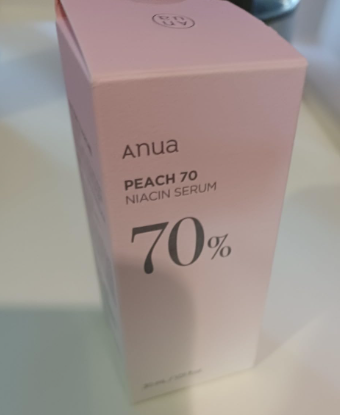 Anua
PEACH 70
NIACIN SERUM
70%